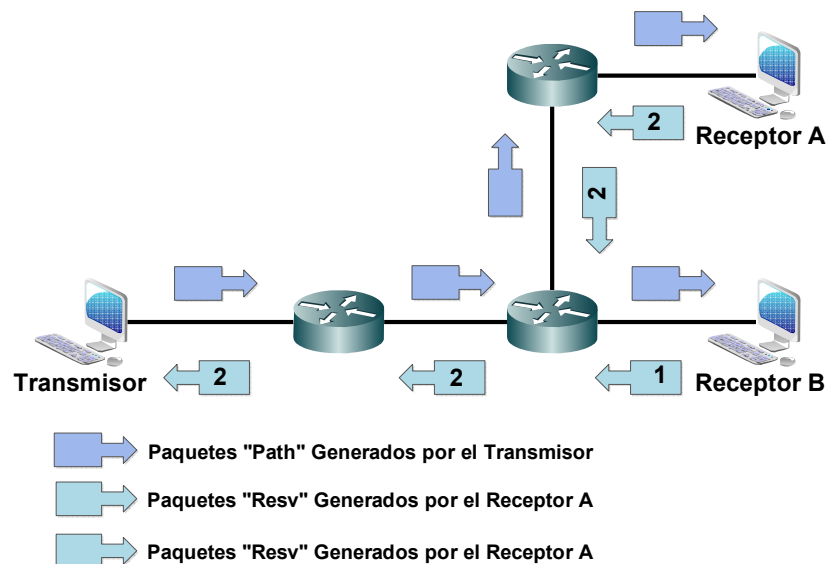 2
Receptor A
2
Transmisor
2
2
1
Receptor B
Paquetes "Path" Generados por el Transmisor
Paquetes "Resv" Generados por el Receptor A
Paquetes "Resv" Generados por el Receptor A